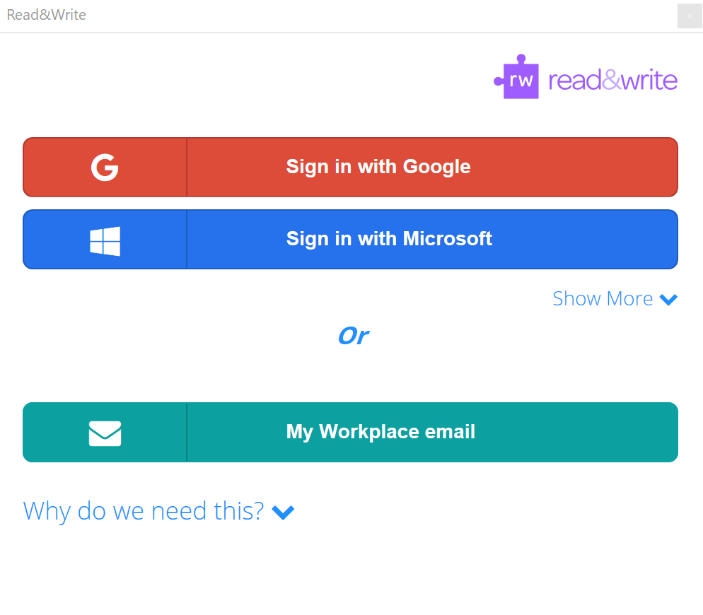 Read&Write
rw read&write
G Sign in with Google
Sign in with Microsoft
Show More
Or
My Workplace email
Why do we need this?